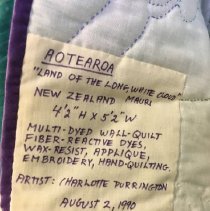 AOTEAROA
"LAND OF THE LONG, WHITE CLOUD"
NEW ZEALAND MAURI
4'2" H X 5'2" W
MULTI-DYED WALL-QUILT
FIBER-REACTIVE DYES,
WAX-RESIST, APPLIQUE,
EMBROIDERY, HAND-QUILTING.
ARTIST: CHARLOTTE PURRINGTON
AUGUST 2, 1990